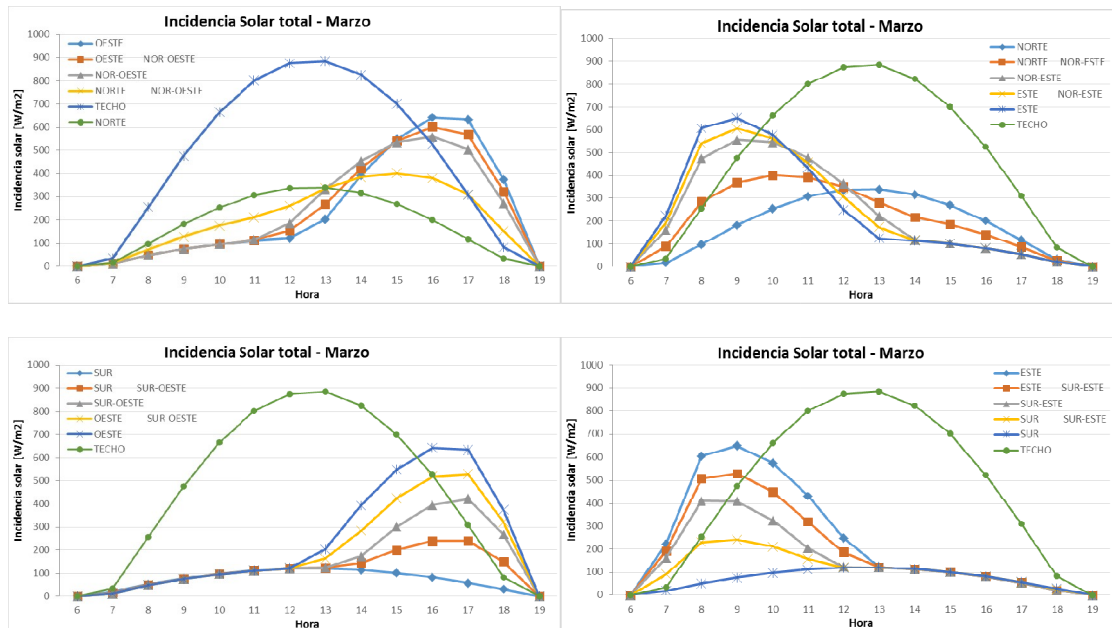 Incidencia Solar total - Marzo
Incidencia solar [W/m2]
1000
900
800
700
600
500
400
300
200
100
0
OESTE
OESTE NOR OESTE
NOR-OESTE
NORTE NOR-OESTE
TECHO
NORTE
6 7 8 9 10 11 12 13 14 15 16 17 18 19
Hora
Incidencia Solar total - Marzo
Incidencia solar [W/m2]
1000
900
800
700
600
500
400
300
200
100
0
NORTE
NORTE NOR-ESTE
NOR-ESTE
ESTE NOR-ESTE
ESTE
TECHO
6 7 8 9 10 11 12 13 14 15 16 17 18 19
Hora
Incidencia Solar total - Marzo
Incidencia solar [W/m2]
1000
900
800
700
600
500
400
300
200
100
0
SUR
SUR SUR-OESTE
SUR-OESTE
OESTE SUR OESTE
OESTE
TECHO
6 7 8 9 10 11 12 13 14 15 16 17 18 19
Hora
Incidencia Solar total - Marzo
Incidencia solar [W/m2]
1000
900
800
700
600
500
400
300
200
100
0
ESTE
ESTE SUR-ESTE
SUR-ESTE
SUR SUR-ESTE
SUR
TECHO
6 7 8 9 10 11 12 13 14 15 16 17 18 19
Hora